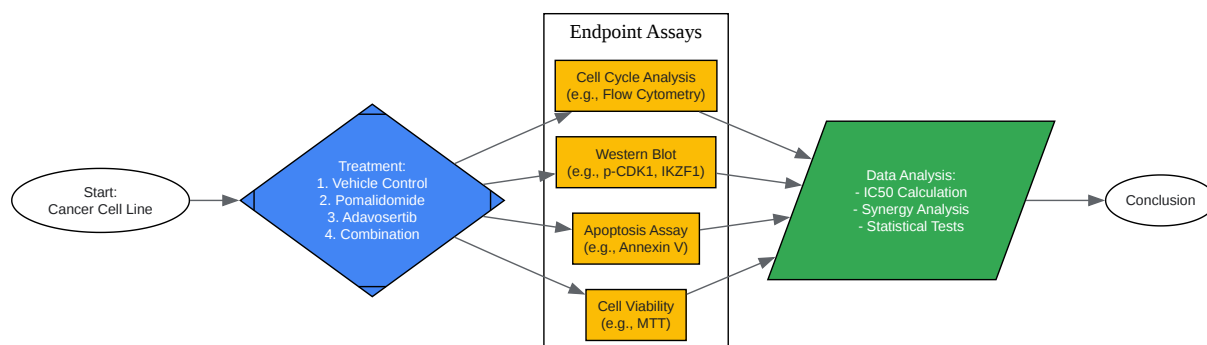 Start:
Cancer Cell Line
Treatment:
1. Vehicle Control
2. Pomalidomide
3. Adavosertib
4. Combination
Endpoint Assays
Cell Cycle Analysis
(e.g., Flow Cytometry)
Western Blot
(e.g., p-CDK1, IKZF1)
Apoptosis Assay
(e.g., Annexin V)
Cell Viability
(e.g., MTT)
Data Analysis:
- IC50 Calculation
- Synergy Analysis
- Statistical Tests
Conclusion